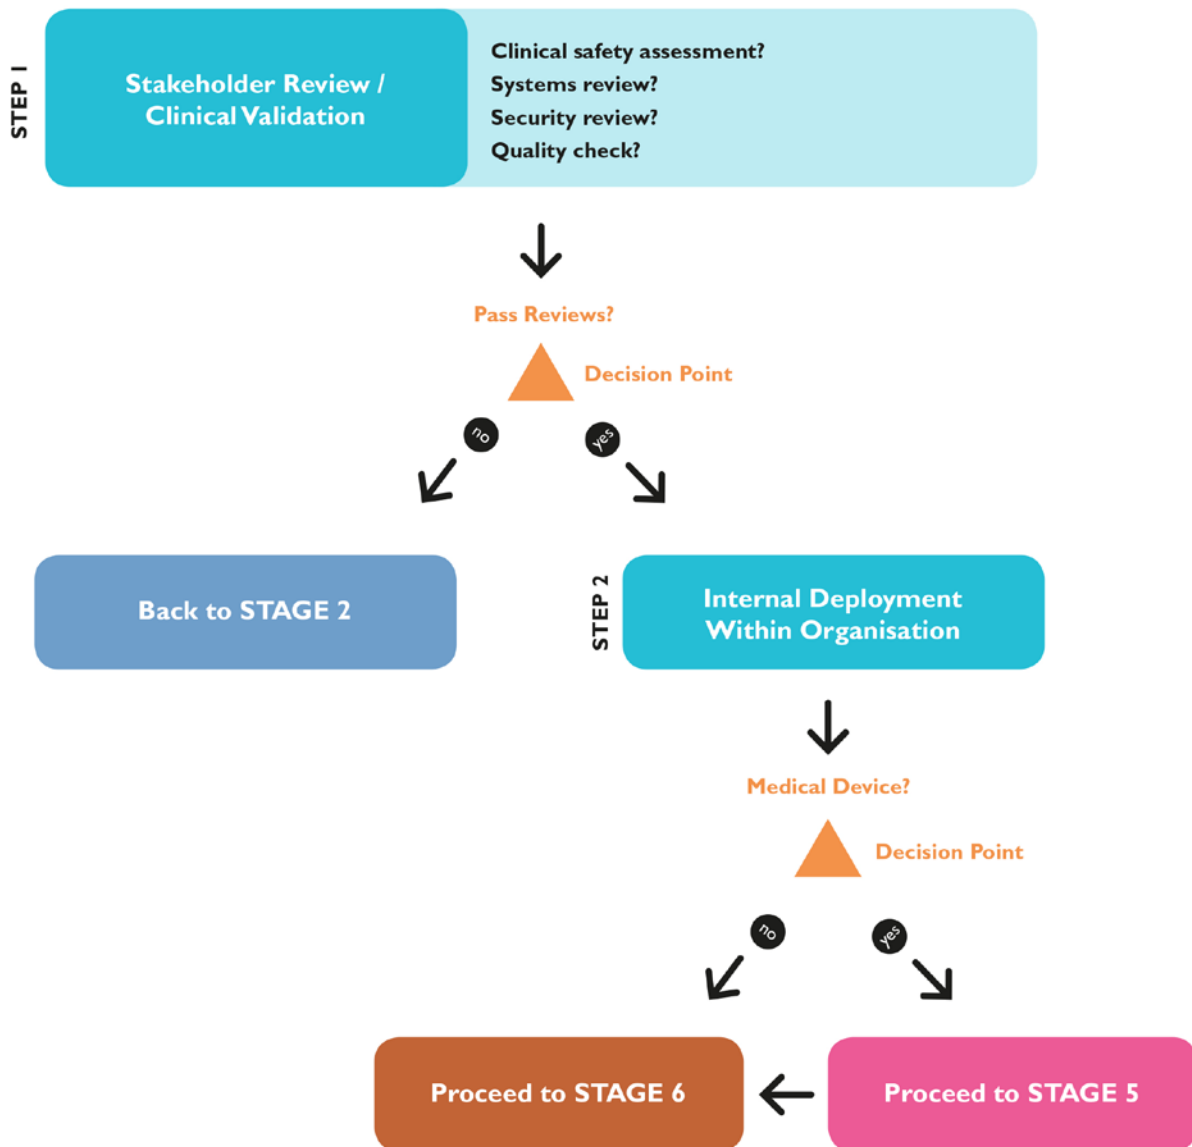 STEP 1
Stakeholder Review /
Clinical Validation
Clinical safety assessment?
Systems review?
Security review?
Quality check?
Pass Reviews?
Decision Point
no
yes
Back to STAGE 2
STEP 2
Internal Deployment
Within Organisation
Medical Device?
Decision Point
no
yes
Proceed to STAGE 6
Proceed to STAGE 5